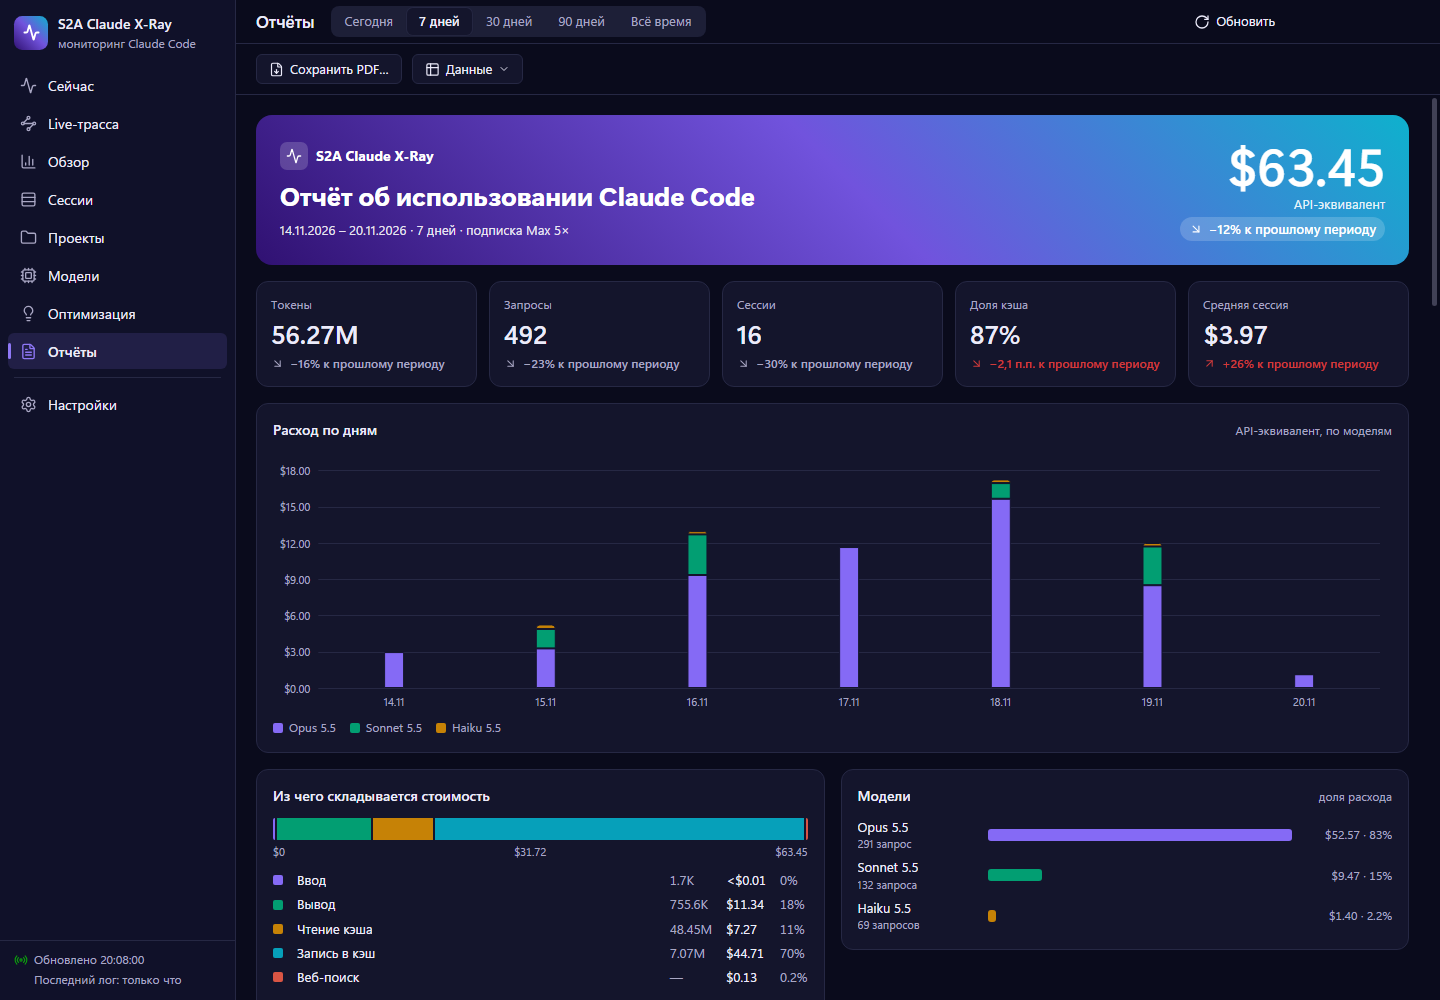 S2A Claude X-Ray
мониторинг Claude Code
Сейчас
Live-трасса
Обзор
Сессии
Проекты
Модели
Оптимизация
Отчёты
Настройки
Обновлено 20:08:00
Последний лог: только что
Отчёты
Сегодня
7 дней
30 дней
90 дней
Всё время
Обновить
Сохранить PDF...
Данные
S2A Claude X-Ray
Отчёт об использовании Claude Code
14.11.2026 – 20.11.2026 · 7 дней · подписка Max 5×
$63.45
API-эквивалент
−12% к прошлому периоду
Токены
56.27M
−16% к прошлому периоду
Запросы
492
−23% к прошлому периоду
Сессии
16
−30% к прошлому периоду
Доля кэша
87%
−2,1 п.п. к прошлому периоду
Средняя сессия
$3.97
+26% к прошлому периоду
Расход по дням
API-эквивалент, по моделям
$18.00
$15.00
$12.00
$9.00
$6.00
$3.00
$0.00
14.11
15.11
16.11
17.11
18.11
19.11
20.11
Opus 5.5
Sonnet 5.5
Haiku 5.5
Из чего складывается стоимость
$0
$31.72
$63.45
Ввод 1.7K <$0.01 0%
Вывод 755.6K $11.34 18%
Чтение кэша 48.45M $7.27 11%
Запись в кэш 7.07M $44.71 70%
Веб-поиск — $0.13 0.2%
Модели
доля расхода
Opus 5.5
291 запрос
$52.57 · 83%
Sonnet 5.5
132 запроса
$9.47 · 15%
Haiku 5.5
69 запросов
$1.40 · 2.2%